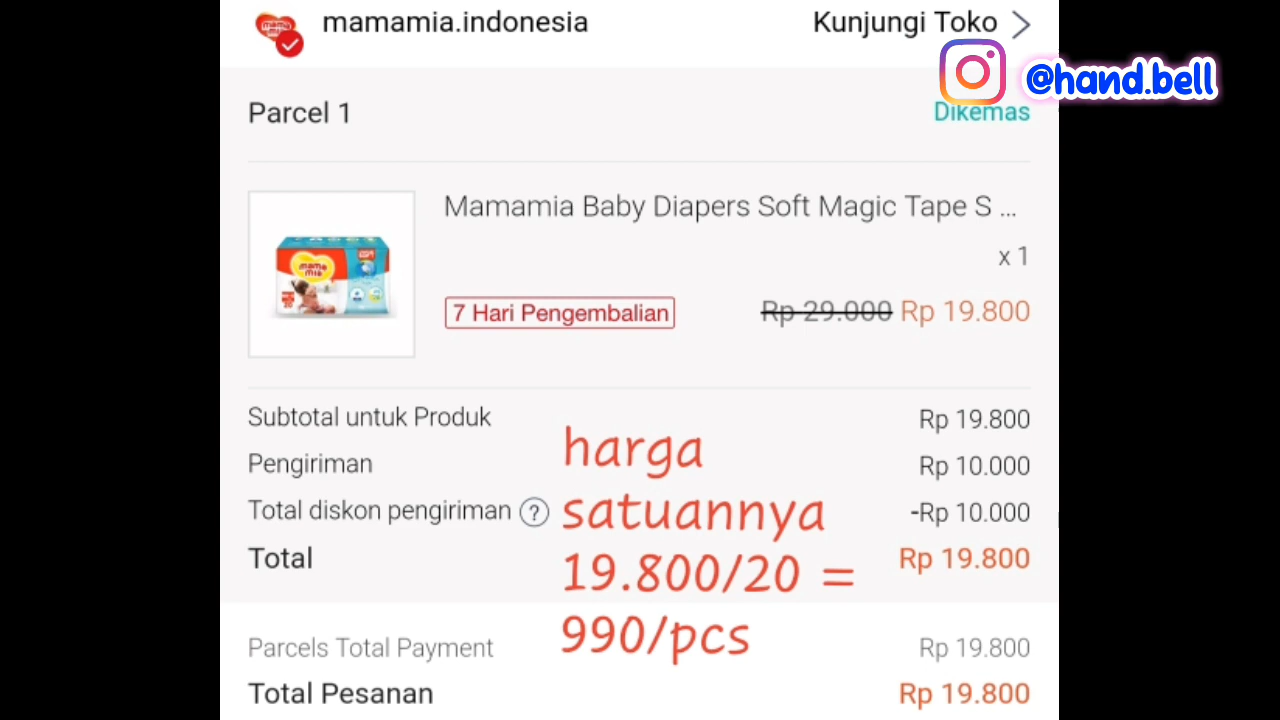 mamamia.indonesia Kunjungi Toko
@hand.bell
Parcel 1 Dikemas
Mamamia Baby Diapers Soft Magic Tape S ...
x 1
7 Hari Pengembalian Rp 29.000 Rp 19.800
Subtotal untuk Produk Rp 19.800
Pengiriman Rp 10.000
Total diskon pengiriman ? -Rp 10.000
Total Rp 19.800
harga
satuannya
19.800/20 =
990/pcs
Parcels Total Payment Rp 19.800
Total Pesanan Rp 19.800
mama
mia